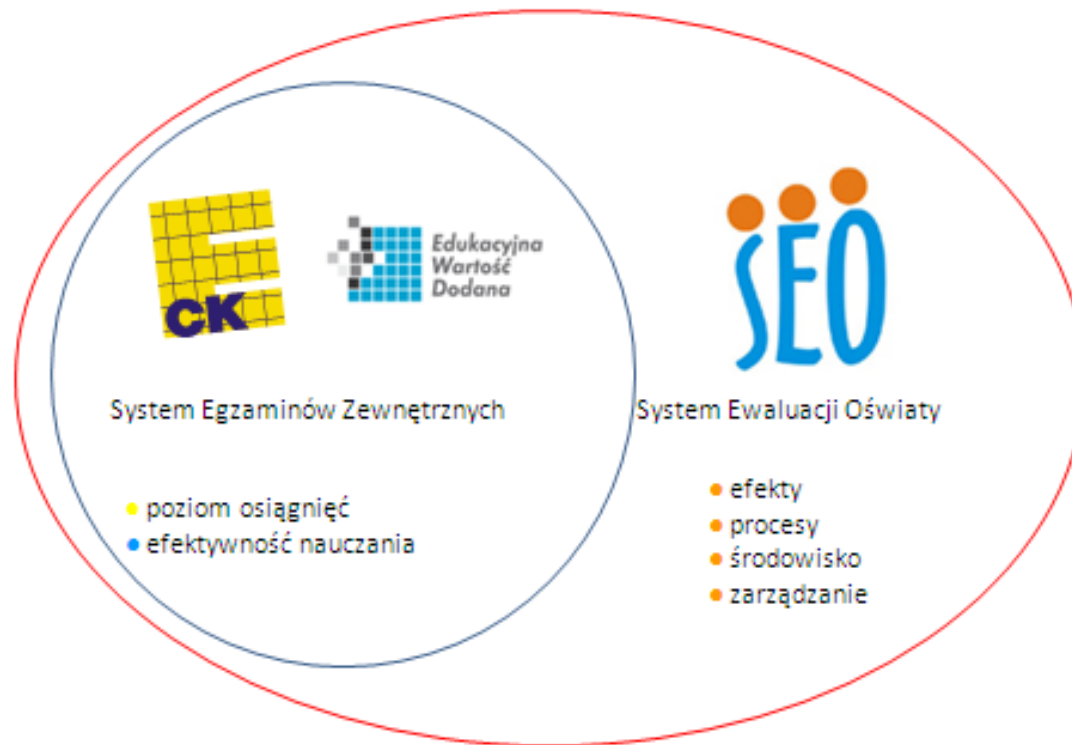 E
CK
Edukacyjna
Wartość
Dodana
SEO
System Egzaminów Zewnętrznych
System Ewaluacji Oświaty
poziom osiągnięć
efektywność nauczania
efekty
procesy
środowisko
zarządzanie